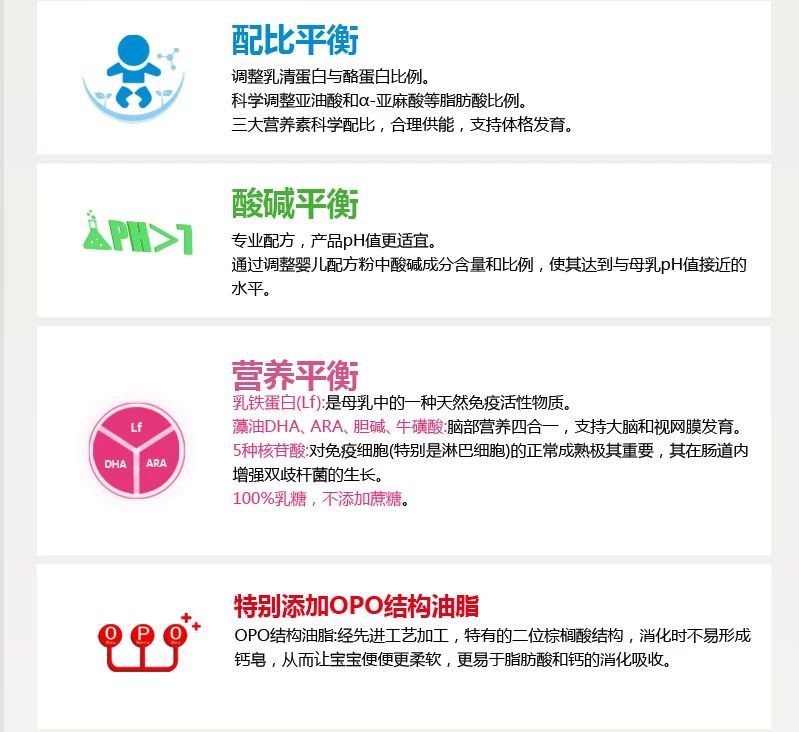 配比平衡
调整乳清蛋白与酪蛋白比例。
科学调整亚油酸和α-亚麻酸等脂肪酸比例。
三大营养素科学配比，合理供能，支持体格发育。
PH>7
酸碱平衡
专业配方，产品pH值更适宜。
通过调整婴儿配方粉中酸碱成分含量和比例，使其达到与母乳pH值接近的
水平。
营养平衡
乳铁蛋白(Lf):是母乳中的一种天然免疫活性物质。
藻油DHA、ARA、胆碱、牛磺酸:脑部营养四合一，支持大脑和视网膜发育。
5种核苷酸:对免疫细胞(特别是淋巴细胞)的正常成熟极其重要，其在肠道内
增强双歧杆菌的生长。
100%乳糖，不添加蔗糖。
Lf
DHA ARA
特别添加OPO结构油脂
OPO结构油脂:经先进工艺加工，特有的二位棕榈酸结构，消化时不易形成
钙皂，从而让宝宝便便更柔软，更易于脂肪酸和钙的消化吸收。
O P O